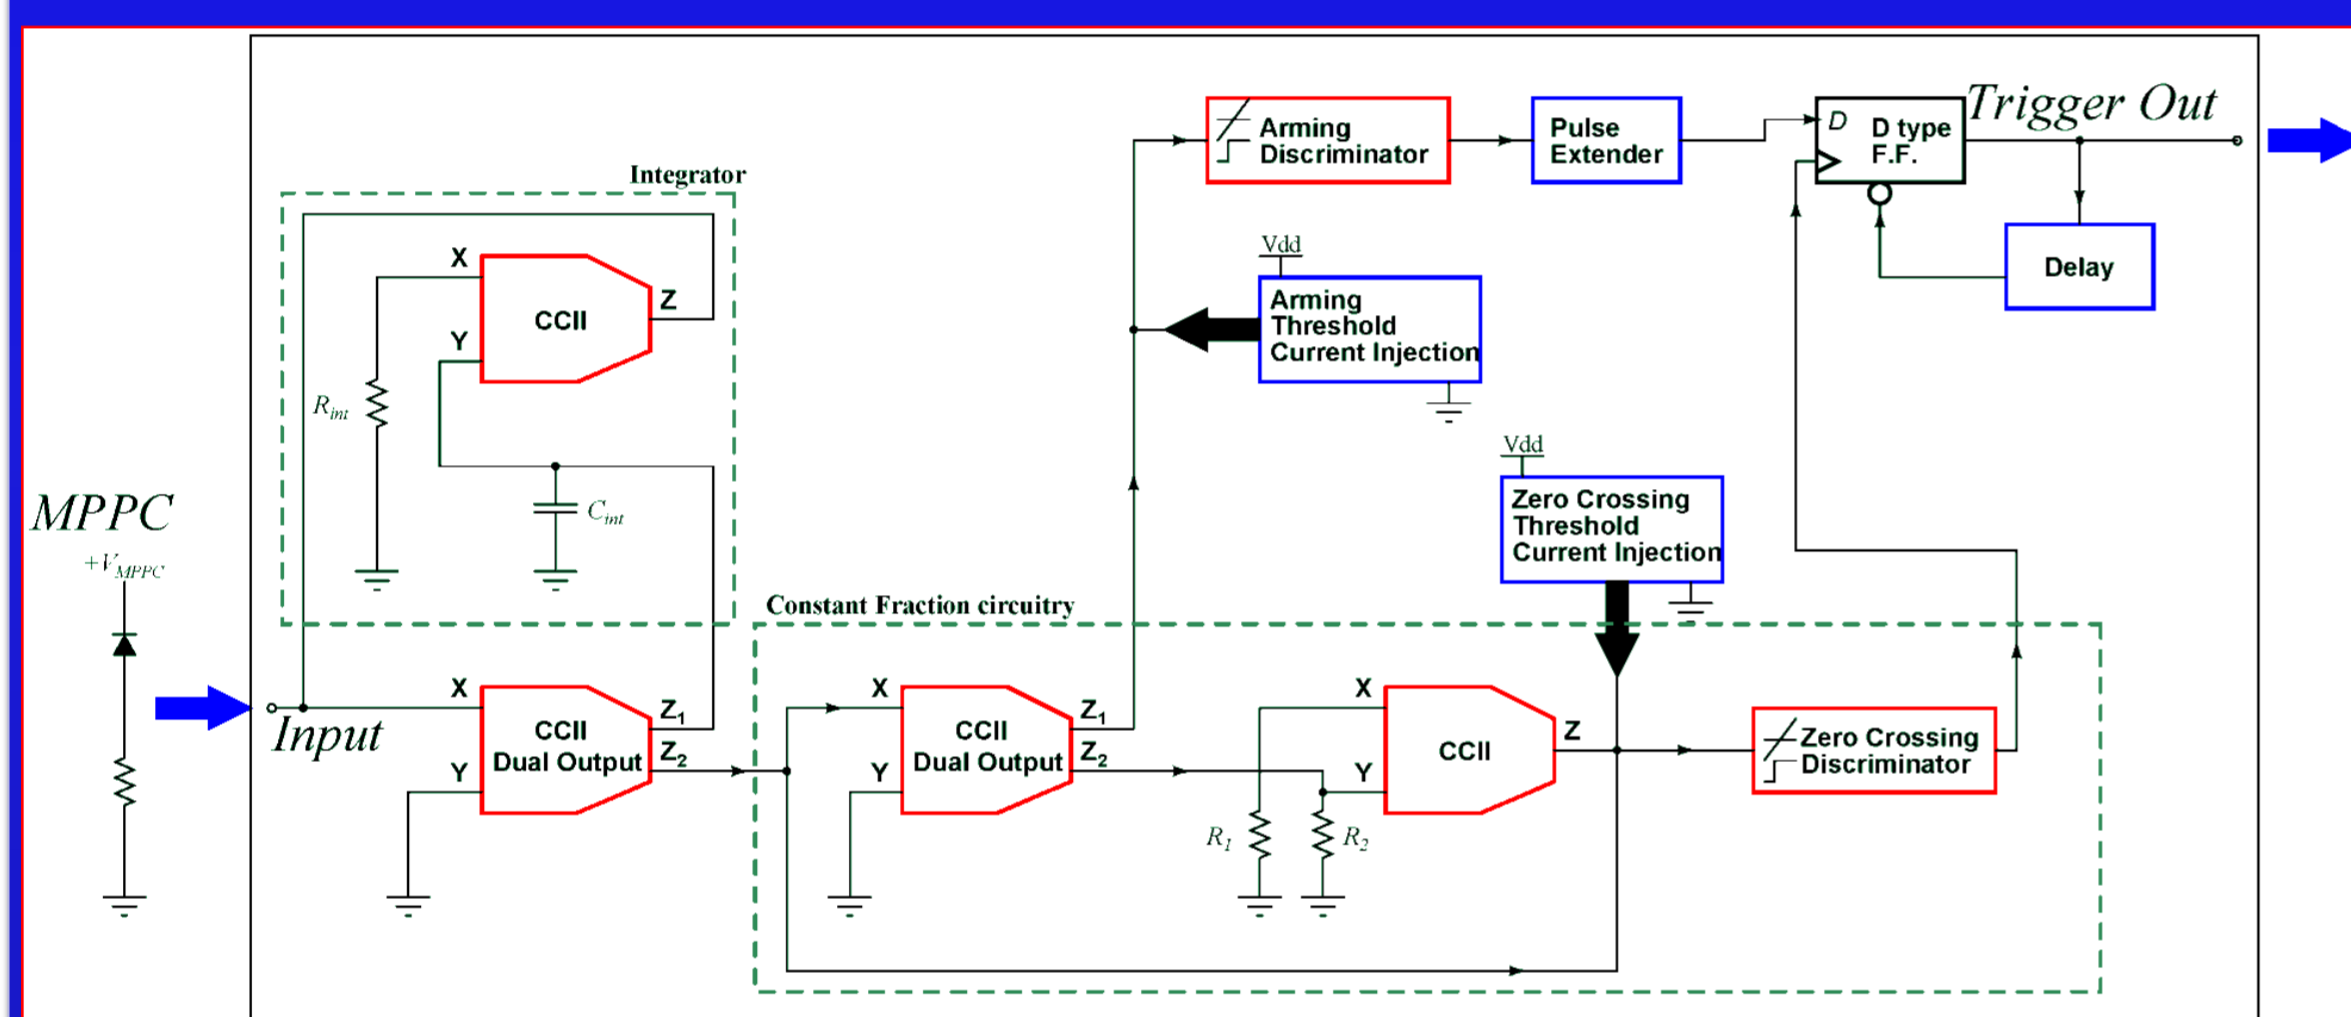 Trigger Out
Arming
Discriminator
Pulse
Extender
D
D type
F.F.
Integrator
X
CCII
Z
Y
R_int
C_int
Vdd
Arming
Threshold
Current Injection
Delay
Vdd
Zero Crossing
Threshold
Current Injection
MPPC
+V_MPPC
Constant Fraction circuitry
Input
X
Y
CCII
Dual Output
Z1
Z2
X
Y
CCII
Dual Output
Z1
Z2
X
Y
CCII
Z
R1
R2
Zero Crossing
Discriminator